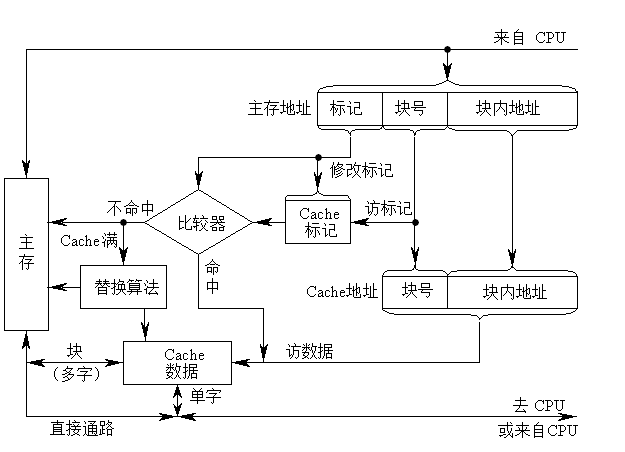 来自 CPU
主存地址
标记
块号
块内地址
修改标记
不命中
比较器
Cache
标记
访标记
主
存
Cache满
替换算法
命
中
Cache地址
块号
块内地址
块
（多字）
Cache
数据
访数据
单字
去 CPU
直接通路
或来自CPU